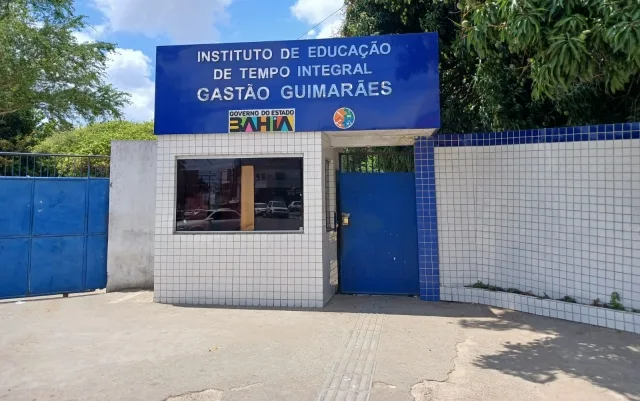 INSTITUTO DE EDUCAÇÃO
DE TEMPO INTEGRAL
GASTÃO GUIMARÃES
GOVERNO DO ESTADO
BAHIA